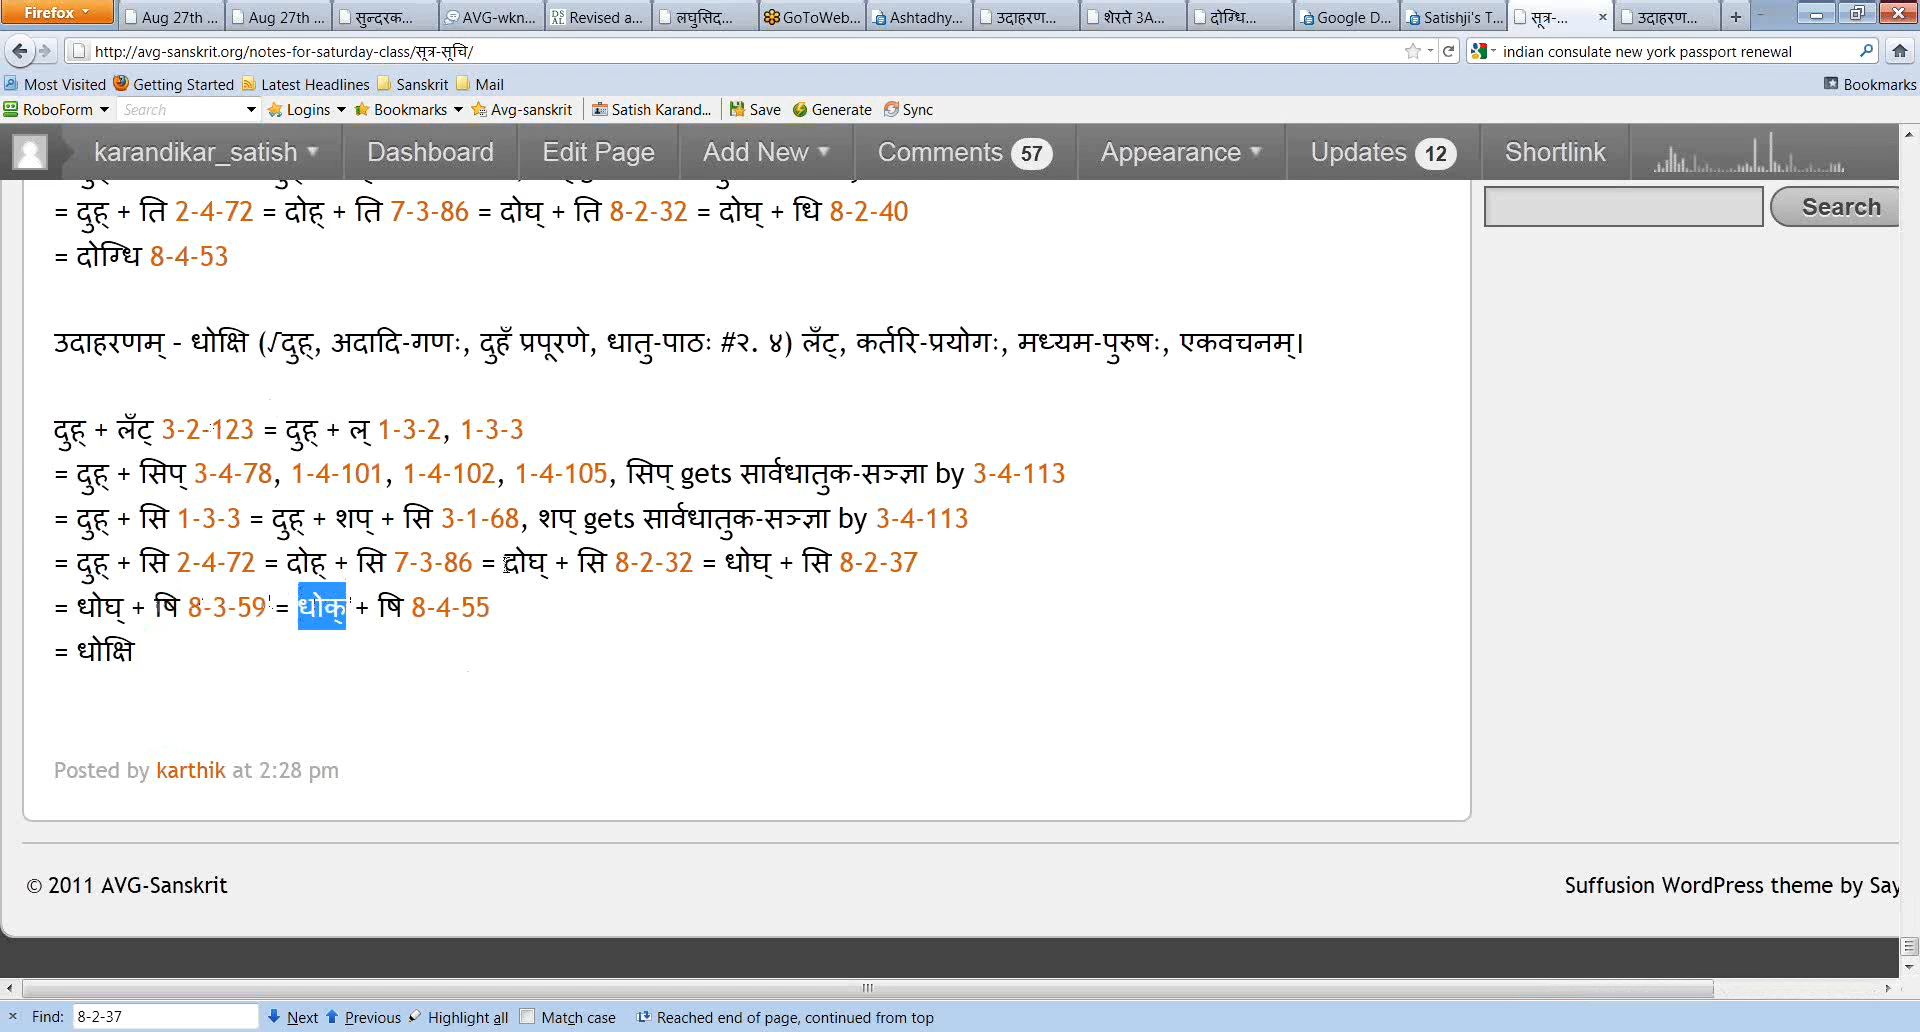 Firefox
Aug 27th ...
Aug 27th ...
सुन्दरक...
AVG-wkn...
Revised a...
लघुसिद्...
GoToWeb...
Ashtadhy...
उदाहरण...
शेरते 3A...
दोग्धि...
Google D...
Satishji's T...
सूत्र-...
उदाहरण...
http://avg-sanskrit.org/notes-for-saturday-class/सूत्र-सूचि/
indian consulate new york passport renewal
Most Visited Getting Started Latest Headlines Sanskrit Mail Bookmarks
RoboForm Search Logins Bookmarks Avg-sanskrit Satish Karand... Save Generate Sync
karandikar_satish Dashboard Edit Page Add New Comments 57 Appearance Updates 12 Shortlink
Search
= दुह् + ति 2-4-72 = दोह् + ति 7-3-86 = दोघ् + ति 8-2-32 = दोघ् + धि 8-2-40
= दोग्धि 8-4-53
उदाहरणम् - धोक्षि (√दुह्, अदादि-गणः, दुहँ प्रपूरणे, धातु-पाठः #२. ४) लँट्, कर्तरि-प्रयोगः, मध्यम-पुरुषः, एकवचनम्।
दुह् + लँट् 3-2-123 = दुह् + ल् 1-3-2, 1-3-3
= दुह् + सिप् 3-4-78, 1-4-101, 1-4-102, 1-4-105, सिप् gets सार्वधातुक-सञ्ज्ञा by 3-4-113
= दुह् + सि 1-3-3 = दुह् + शप् + सि 3-1-68, शप् gets सार्वधातुक-सञ्ज्ञा by 3-4-113
= दुह् + सि 2-4-72 = दोह् + सि 7-3-86 = दोघ् + सि 8-2-32 = धोघ् + सि 8-2-37
= धोघ् + षि 8-3-59 = धोक् + षि 8-4-55
= धोक्षि
Posted by karthik at 2:28 pm
© 2011 AVG-Sanskrit
Suffusion WordPress theme by Say
Find: 8-2-37 Next Previous Highlight all Match case Reached end of page, continued from top